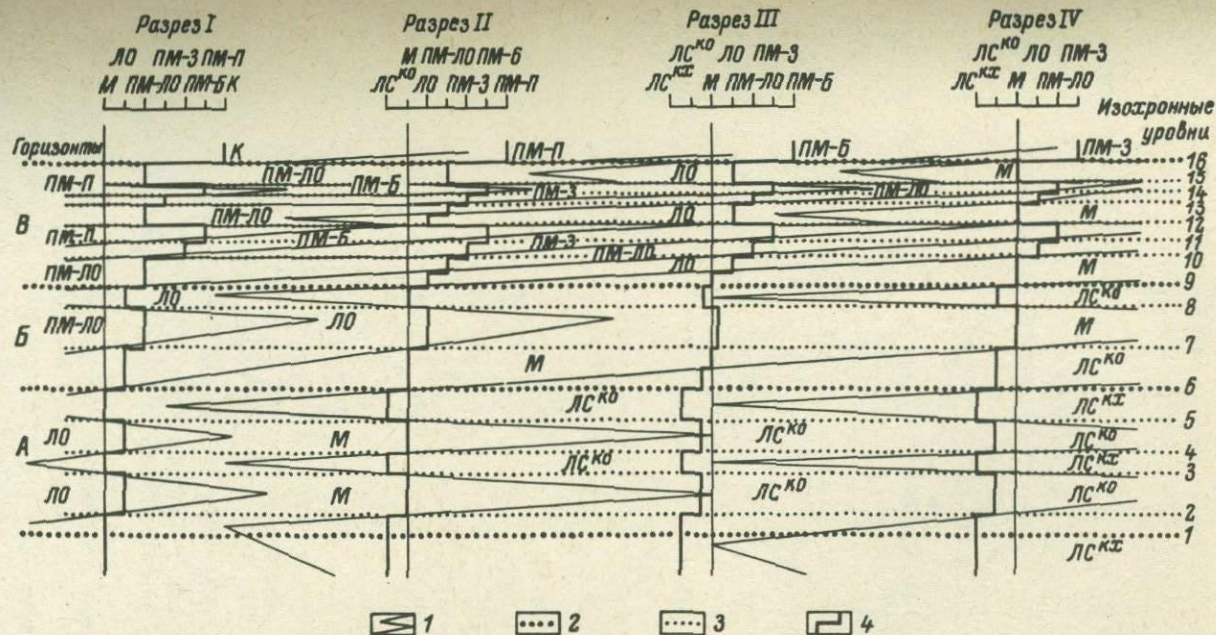 Разрез I Разрез II Разрез III Разрез IV
ЛО ПМ-З ПМ-П М ПМ-ЛО ПМ-Б ЛС^КО ЛО ПМ-З ЛС^КО ЛО ПМ-З
М ПМ-ЛО ПМ-Б К ЛС^КО ЛО ПМ-З ПМ-П ЛС^КХ М ПМ-ЛО ПМ-Б ЛС^КХ М ПМ-ЛО
Изохронные
уровни
Горизонты К ПМ-П ПМ-Б ПМ-З 16
ПМ-ЛО ЛО М 15
ПМ-П ПМ-Б ПМ-З ПМ-ЛО 14
13
В ПМ-ЛО ЛО М 12
ПМ-П ПМ-Б ПМ-З 11
ПМ-ЛО ПМ-ЛО ЛО М 10
9
ЛО ЛС^КО 8
Б ПМ-ЛО ЛО М 7
М ЛС^КО 6
ЛС^КО ЛС^КХ 5
А ЛО М ЛС^КО ЛС^КО 4
ЛС^КО ЛС^КХ 3
ЛО М ЛС^КО ЛС^КО 2
1
ЛС^КХ
1 2 3 4